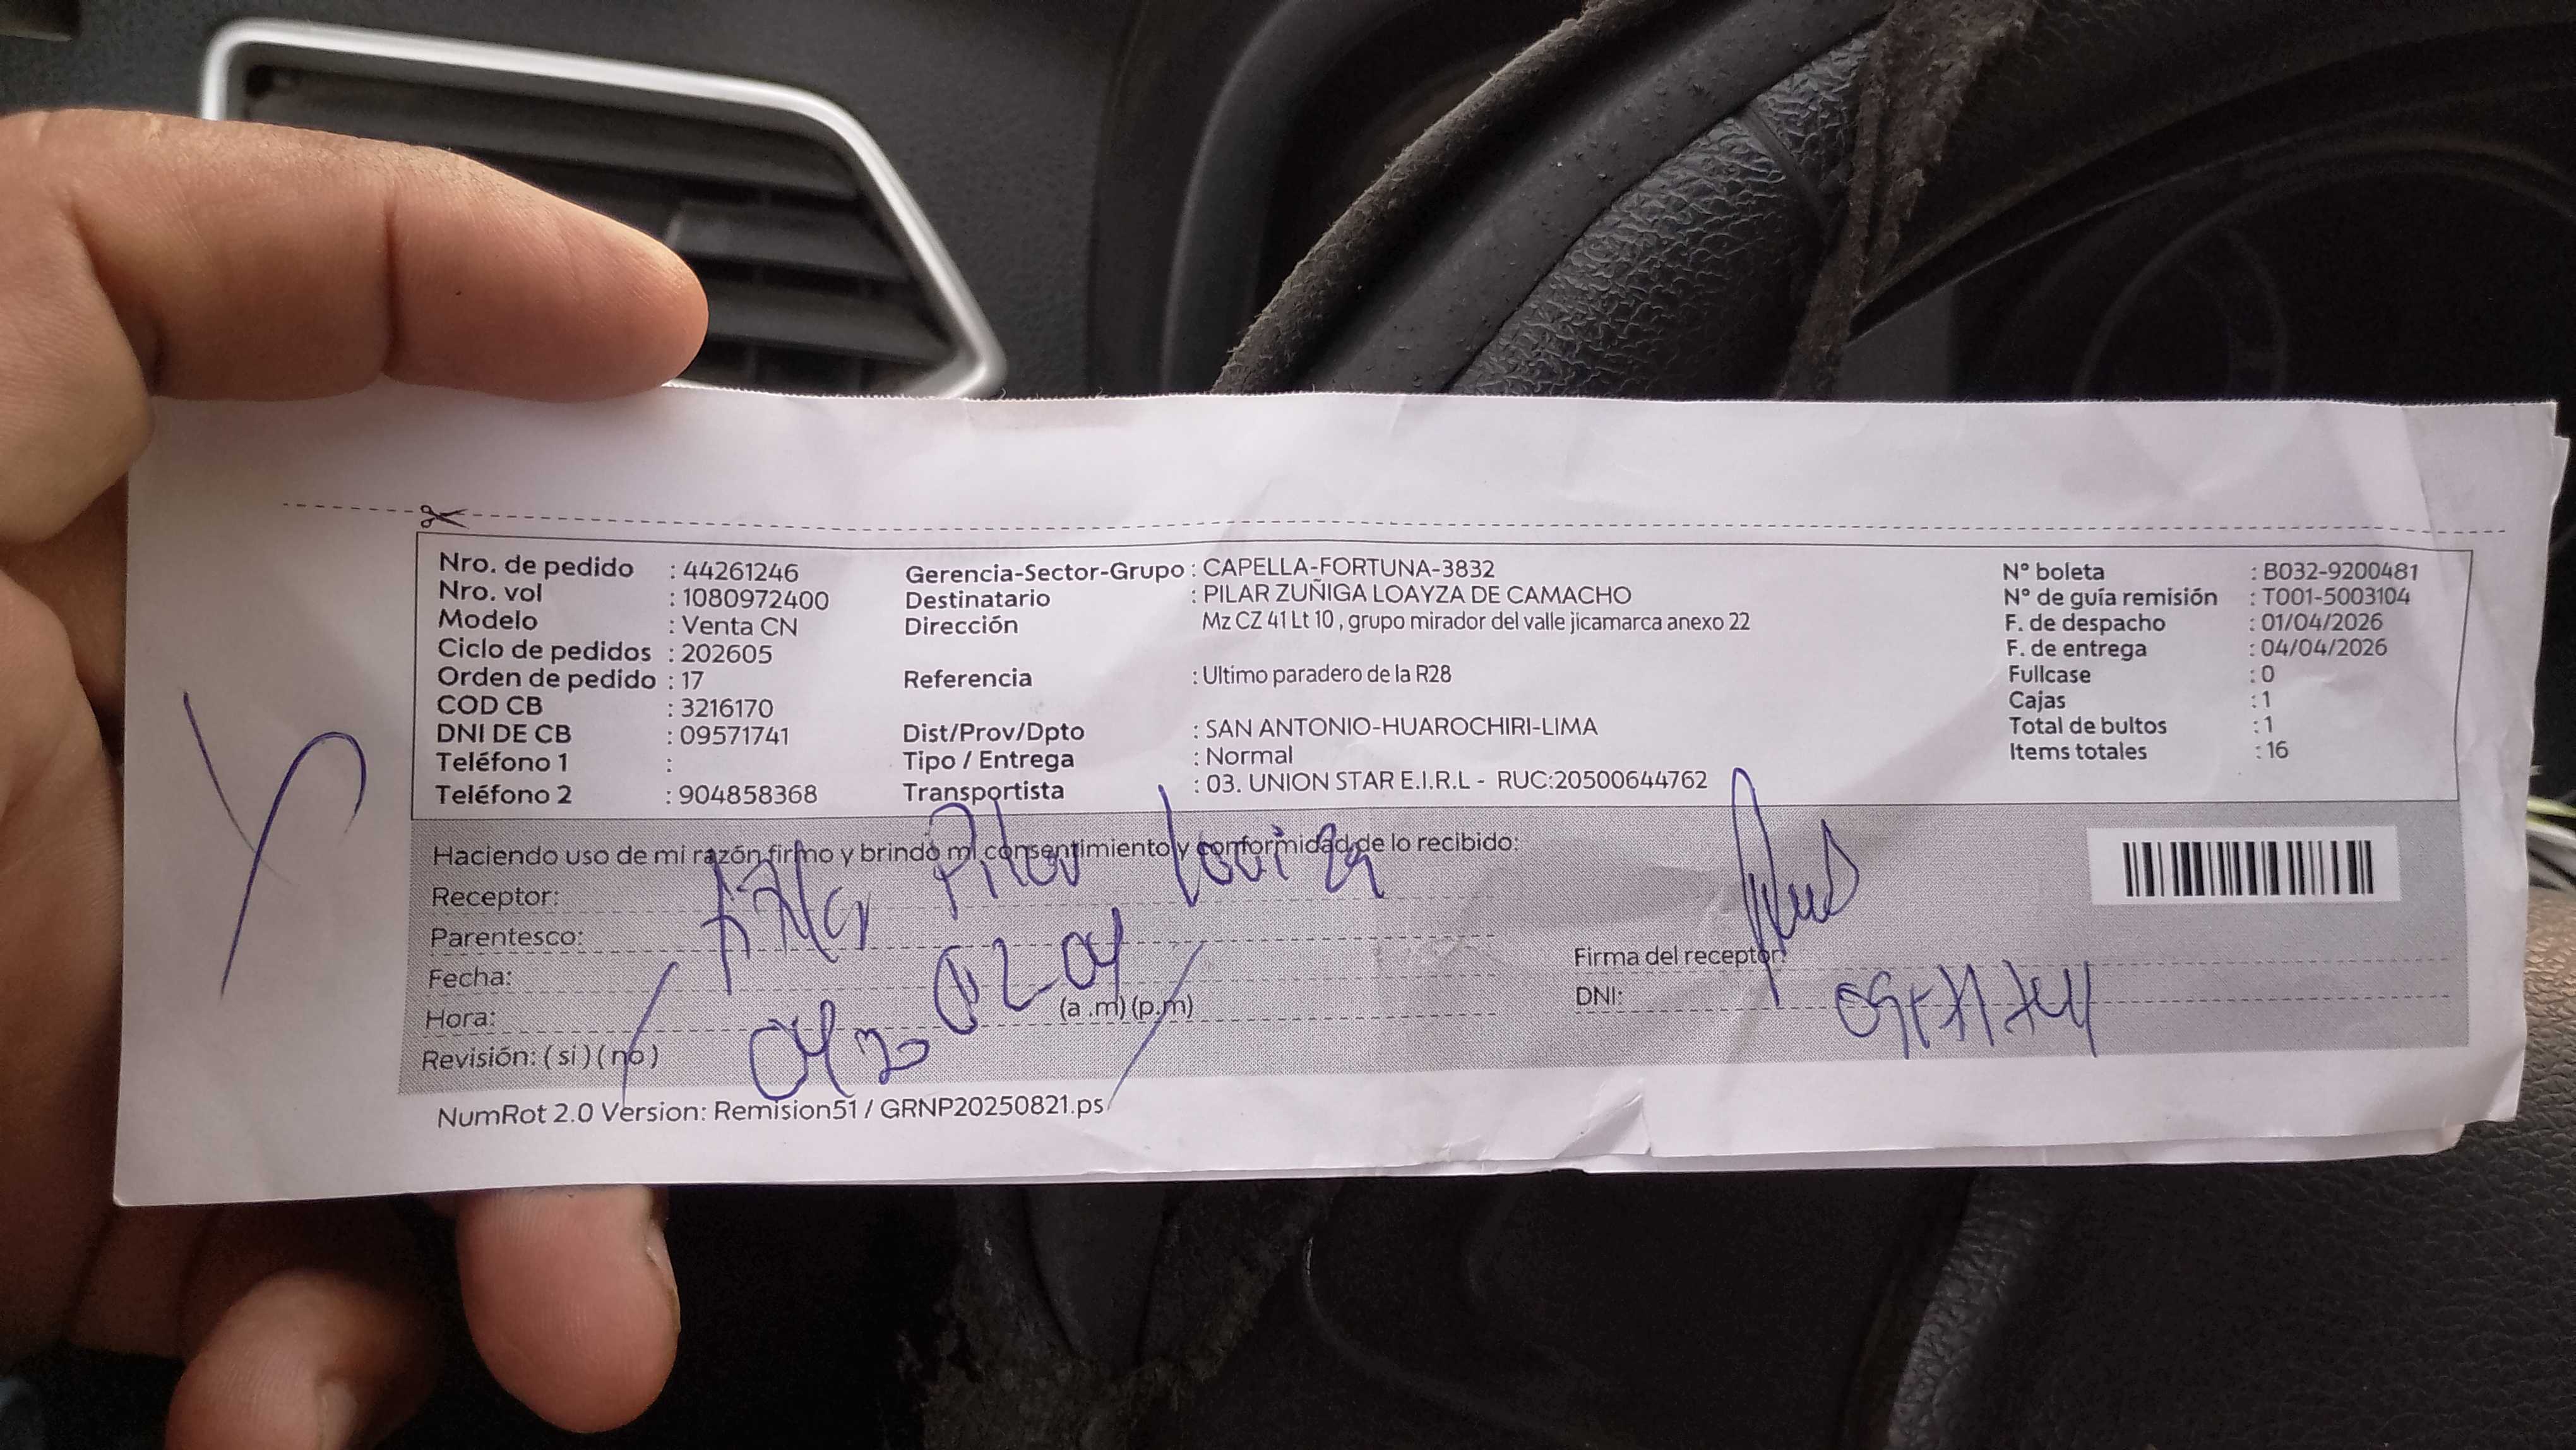 Nro. de pedido : 44261246
Nro. vol : 1080972400
Modelo : Venta CN
Ciclo de pedidos : 202605
Orden de pedido : 17
COD CB : 3216170
DNI DE CB : 09571741
Teléfono 1 :
Teléfono 2 : 904858368
Gerencia-Sector-Grupo : CAPELLA-FORTUNA-3832
Destinatario : PILAR ZUÑIGA LOAYZA DE CAMACHO
Dirección Mz CZ 41 Lt 10 , grupo mirador del valle jicamarca anexo 22
Referencia : Ultimo paradero de la R28
Dist/Prov/Dpto : SAN ANTONIO-HUAROCHIRI-LIMA
Tipo / Entrega : Normal
Transportista : 03. UNION STAR E.I.R.L - RUC:20500644762
N° boleta : B032-9200481
N° de guía remisión : T001-5003104
F. de despacho : 01/04/2026
F. de entrega : 04/04/2026
Fullcase : 0
Cajas : 1
Total de bultos : 1
Items totales : 16
Haciendo uso de mi razón firmo y brindo mi consentimiento y conformidad de lo recibido:
Receptor: Pilar
Parentesco:
Fecha:
Hora: (a .m) (p.m)
Revisión: ( si ) ( no )
Firma del receptor:
DNI:
NumRot 2.0 Version: Remision51 / GRNP20250821.ps